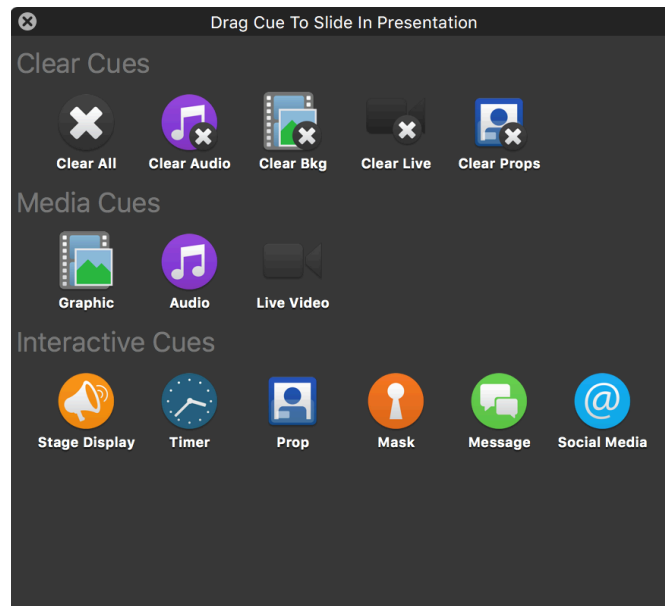 Drag Cue To Slide In Presentation
Clear Cues
Clear All Clear Audio Clear Bkg Clear Live Clear Props
Media Cues
Graphic Audio Live Video
Interactive Cues
@
Stage Display Timer Prop Mask Message Social Media